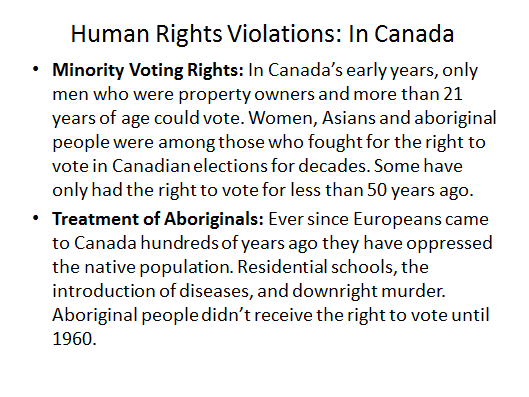 Human Rights Violations: In Canada
• Minority Voting Rights: In Canada’s early years, only
men who were property owners and more than 21
years of age could vote. Women, Asians and aboriginal
people were among those who fought for the right to
vote in Canadian elections for decades. Some have
only had the right to vote for less than 50 years ago.
• Treatment of Aboriginals: Ever since Europeans came
to Canada hundreds of years ago they have oppressed
the native population. Residential schools, the
introduction of diseases, and downright murder.
Aboriginal people didn’t receive the right to vote until
1960.